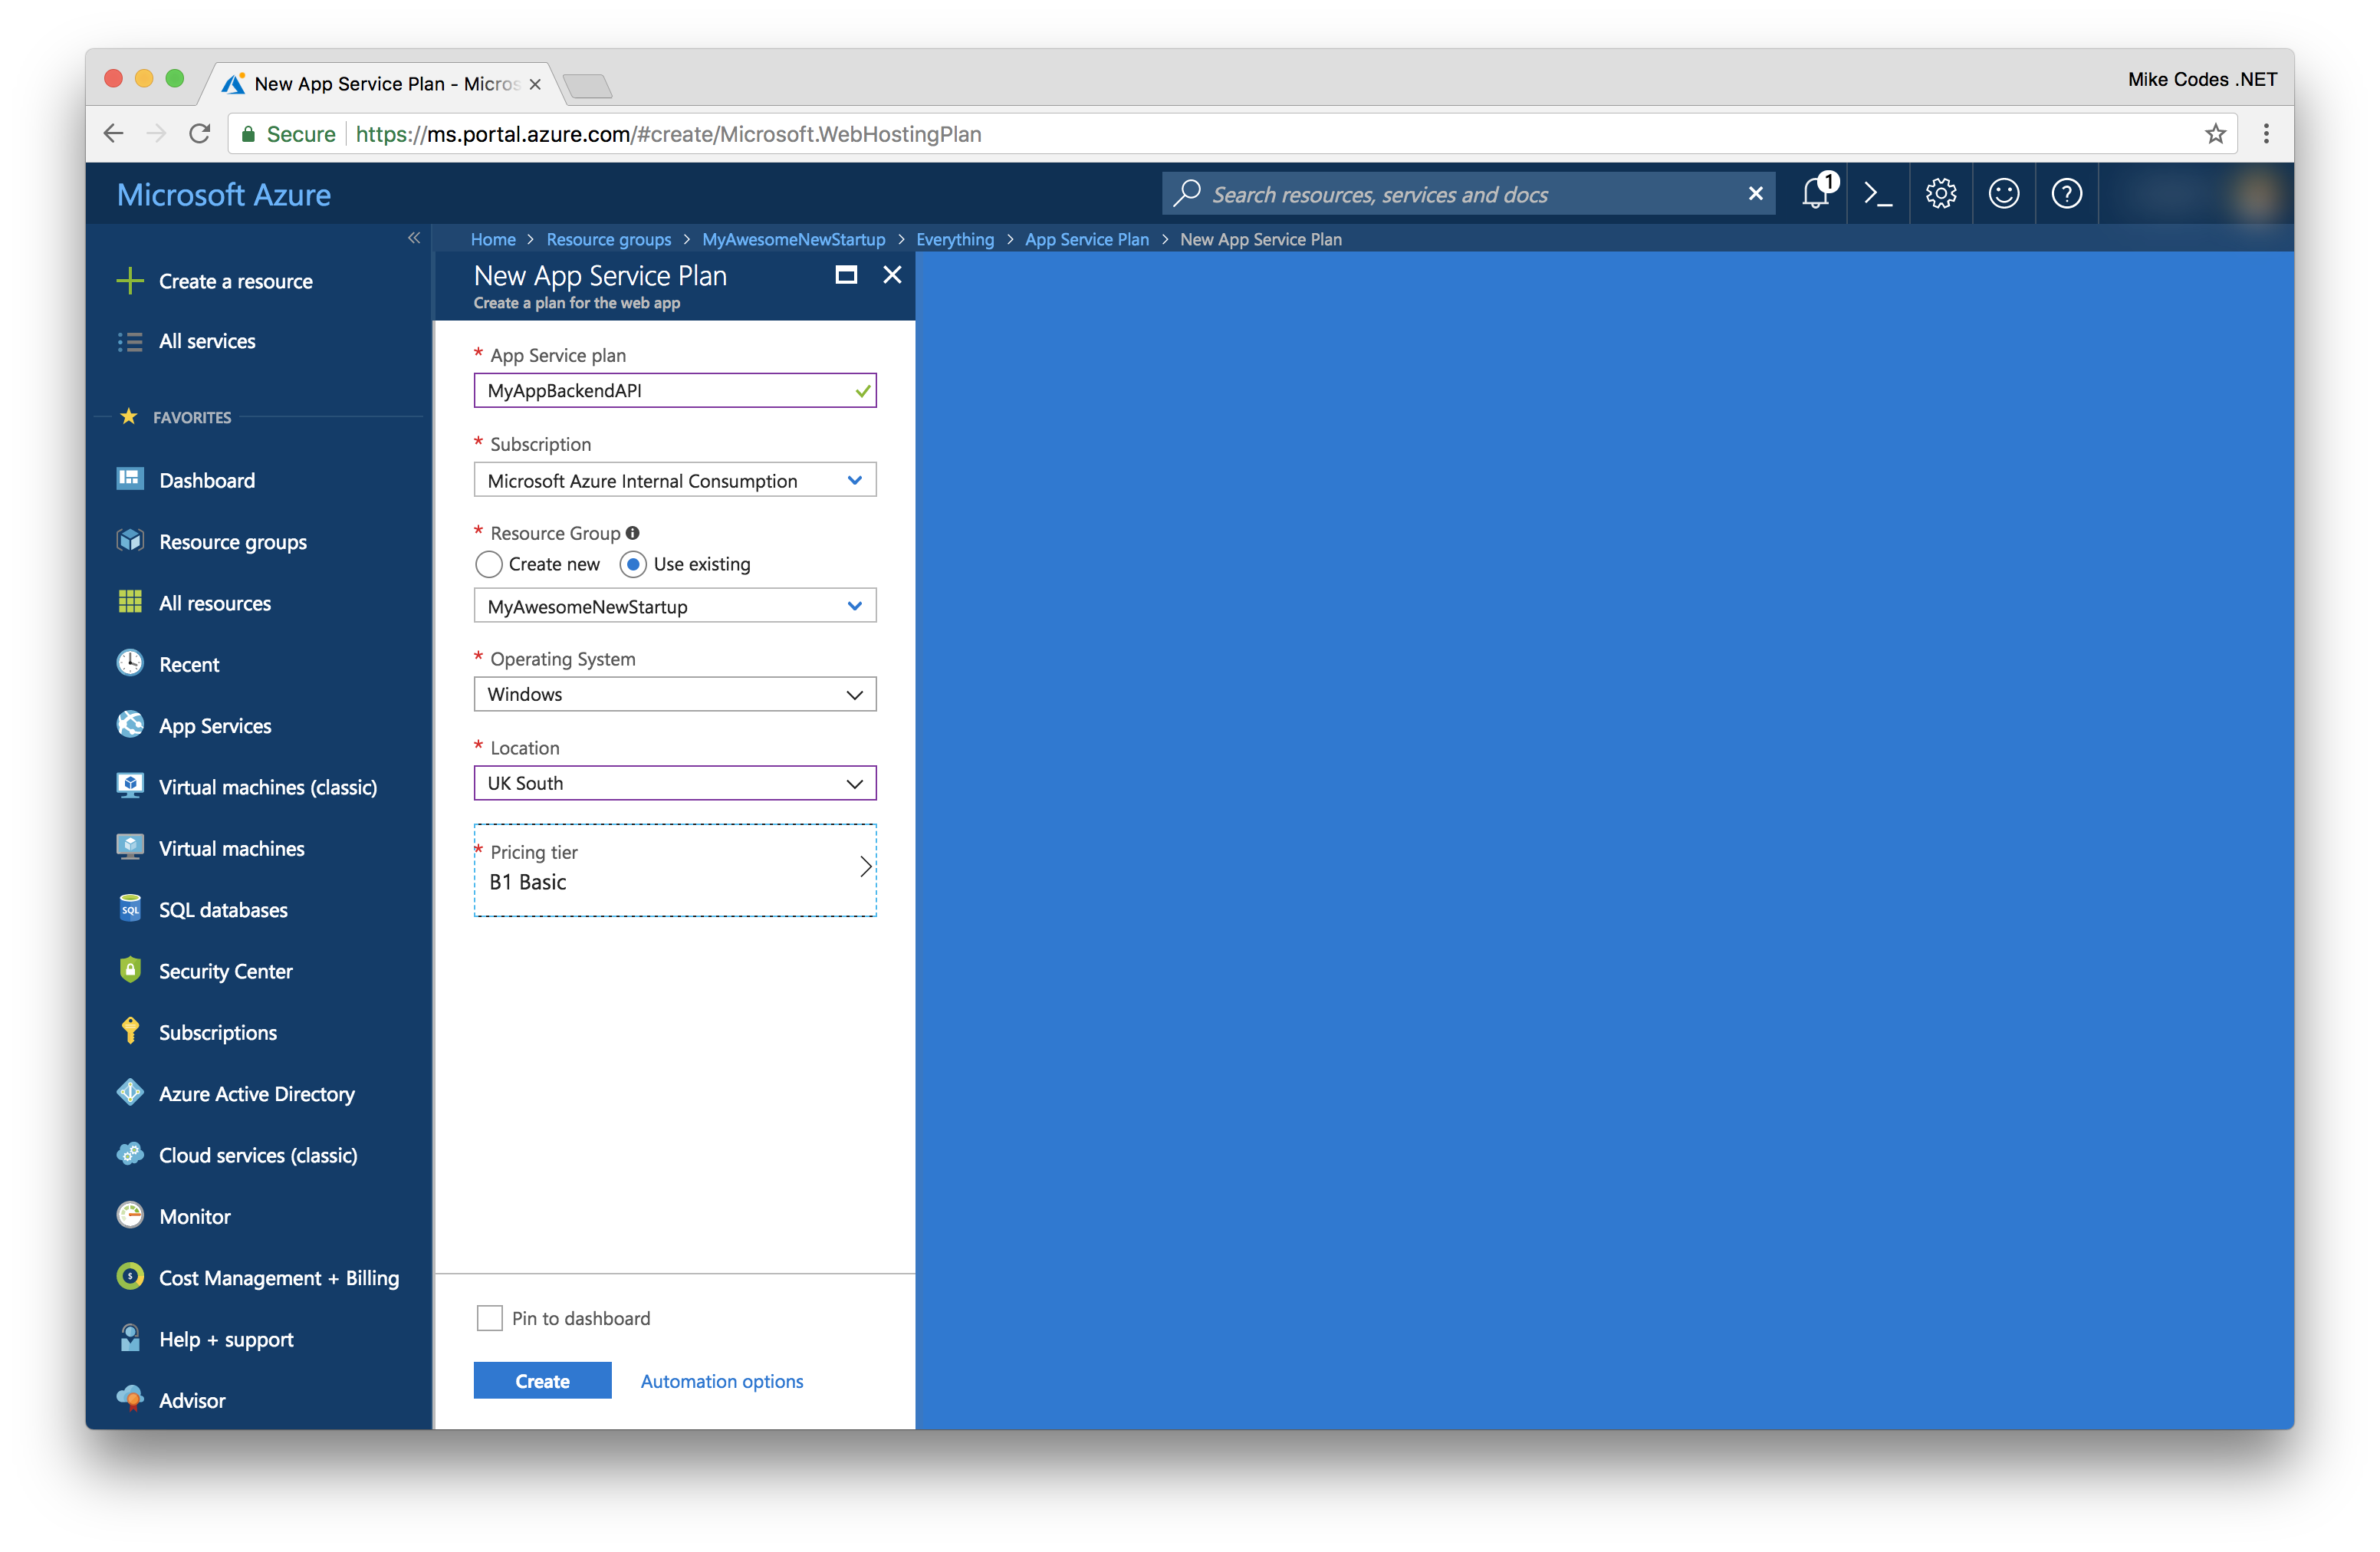 New App Service Plan - Micros
Mike Codes .NET
Secure https://ms.portal.azure.com/#create/Microsoft.WebHostingPlan
Microsoft Azure
Search resources, services and docs
1
Home > Resource groups > MyAwesomeNewStartup > Everything > App Service Plan > New App Service Plan
Create a resource
All services
FAVORITES
Dashboard
Resource groups
All resources
Recent
App Services
Virtual machines (classic)
Virtual machines
SQL
SQL databases
Security Center
Subscriptions
Azure Active Directory
Cloud services (classic)
Monitor
Cost Management + Billing
Help + support
Advisor
New App Service Plan
Create a plan for the web app
* App Service plan
MyAppBackendAPI
* Subscription
Microsoft Azure Internal Consumption
* Resource Group
Create new Use existing
MyAwesomeNewStartup
* Operating System
Windows
* Location
UK South
* Pricing tier
B1 Basic
Pin to dashboard
Create Automation options